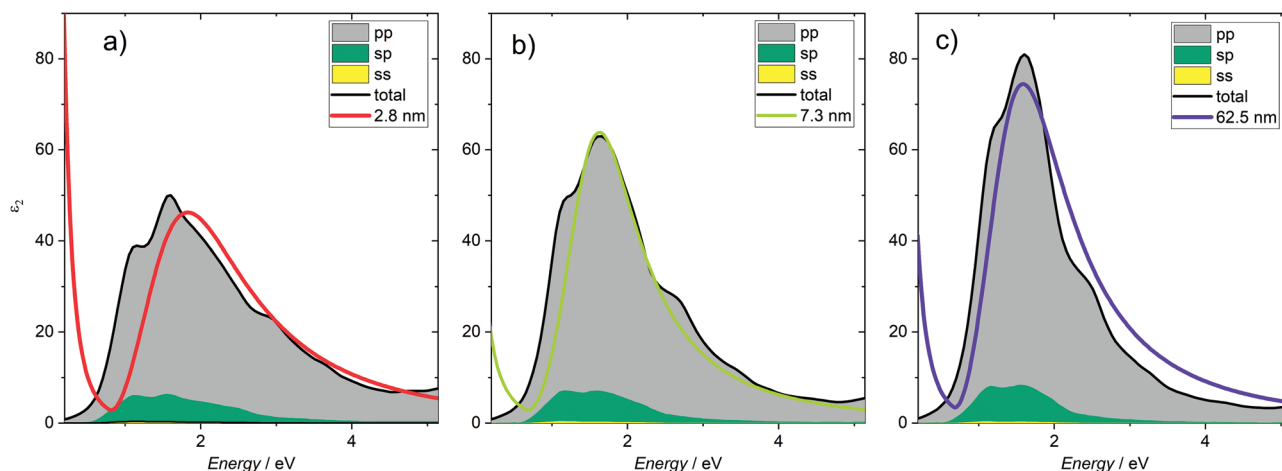 a)
pp
sp
ss
total
2.8 nm
b)
pp
sp
ss
total
7.3 nm
c)
pp
sp
ss
total
62.5 nm
ε₂
80
60
40
20
0
80
60
40
20
0
80
60
40
20
0
2 4
2 4
2 4
Energy / eV
Energy / eV
Energy / eV